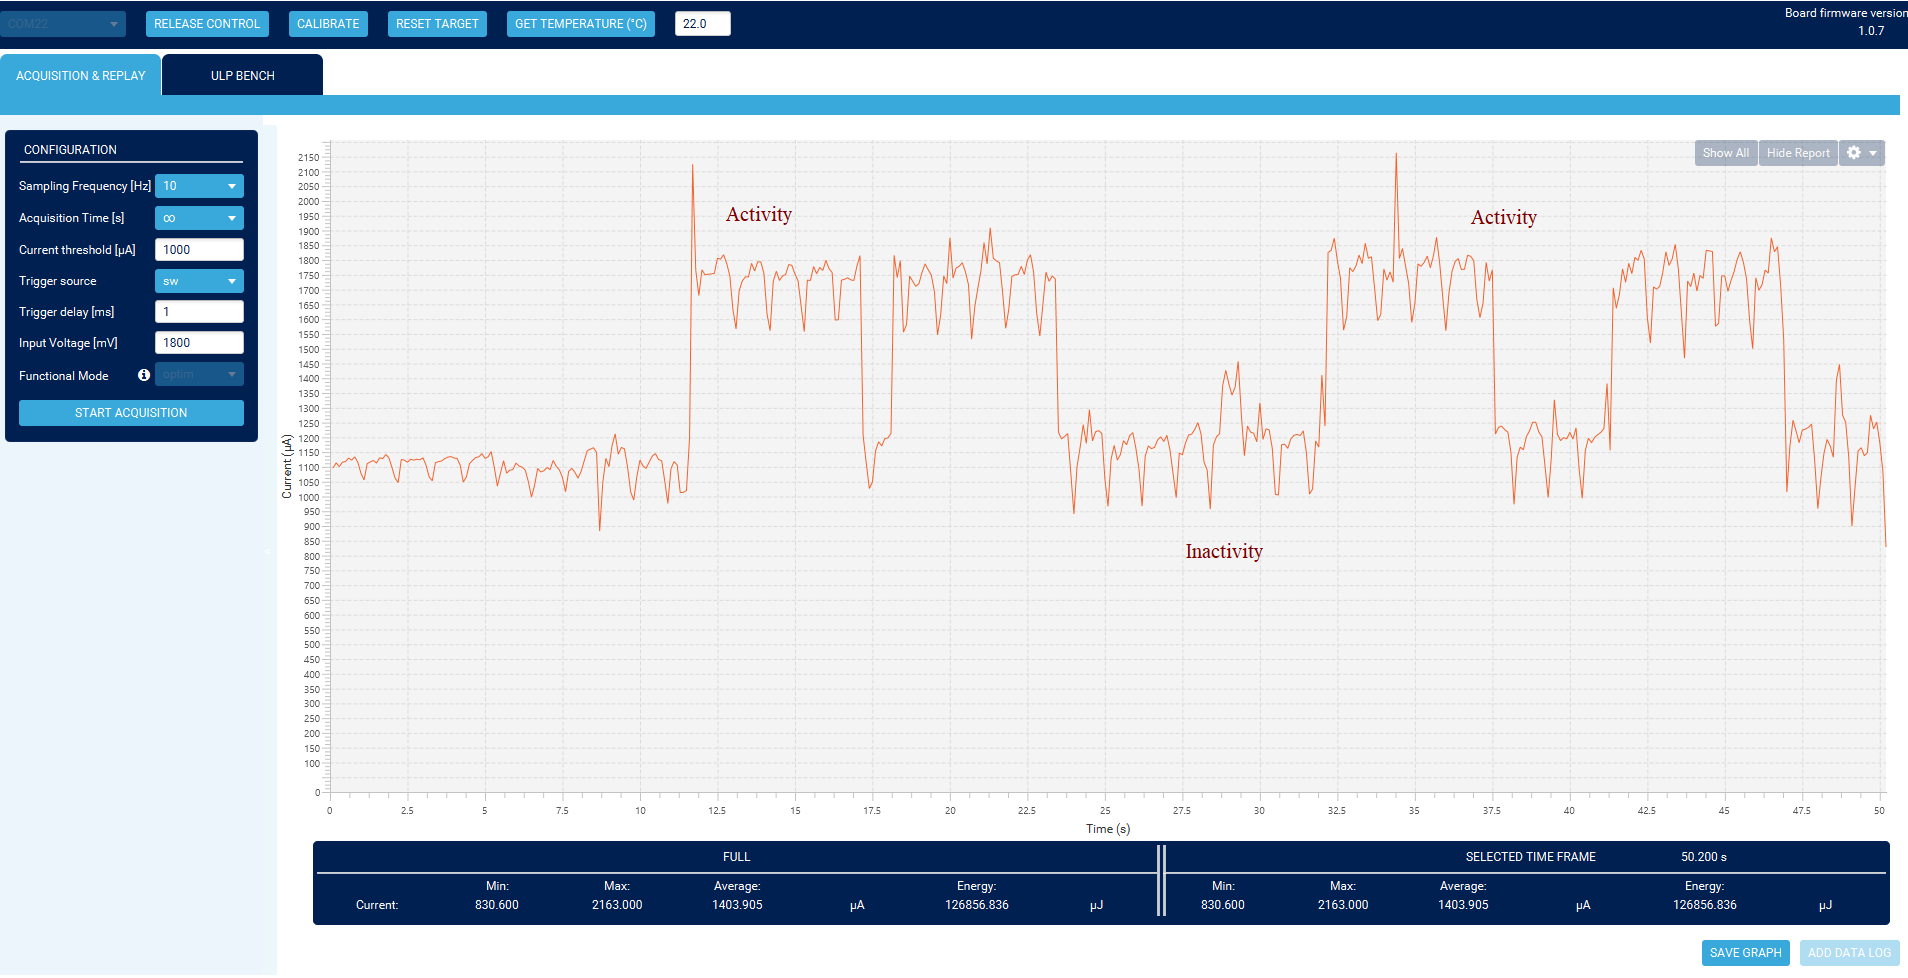 COM22
RELEASE CONTROL
CALIBRATE
RESET TARGET
GET TEMPERATURE (°C)
22.0
Board firmware version
1.0.7
ACQUISITION & REPLAY
ULP BENCH
CONFIGURATION
Sampling Frequency [Hz] 10
Acquisition Time [s] ∞
Current threshold [µA] 1000
Trigger source sw
Trigger delay [ms] 1
Input Voltage [mV] 1800
Functional Mode optim
START ACQUISITION
Show All
Hide Report
Activity
Activity
Inactivity
Current (µA)
2150
2100
2050
2000
1950
1900
1850
1800
1750
1700
1650
1600
1550
1500
1450
1400
1350
1300
1250
1200
1150
1100
1050
1000
950
900
850
800
750
700
650
600
550
500
450
400
350
300
250
200
150
100
0
0 2.5 5 7.5 10 12.5 15 17.5 20 22.5 25 27.5 30 32.5 35 37.5 40 42.5 45 47.5 50
Time (s)
FULL
Min: Max: Average: Energy:
Current: 830.600 2163.000 1403.905 µA 126856.836 µJ
SELECTED TIME FRAME 50.200 s
Min: Max: Average: Energy:
830.600 2163.000 1403.905 µA 126856.836 µJ
SAVE GRAPH
ADD DATA LOG